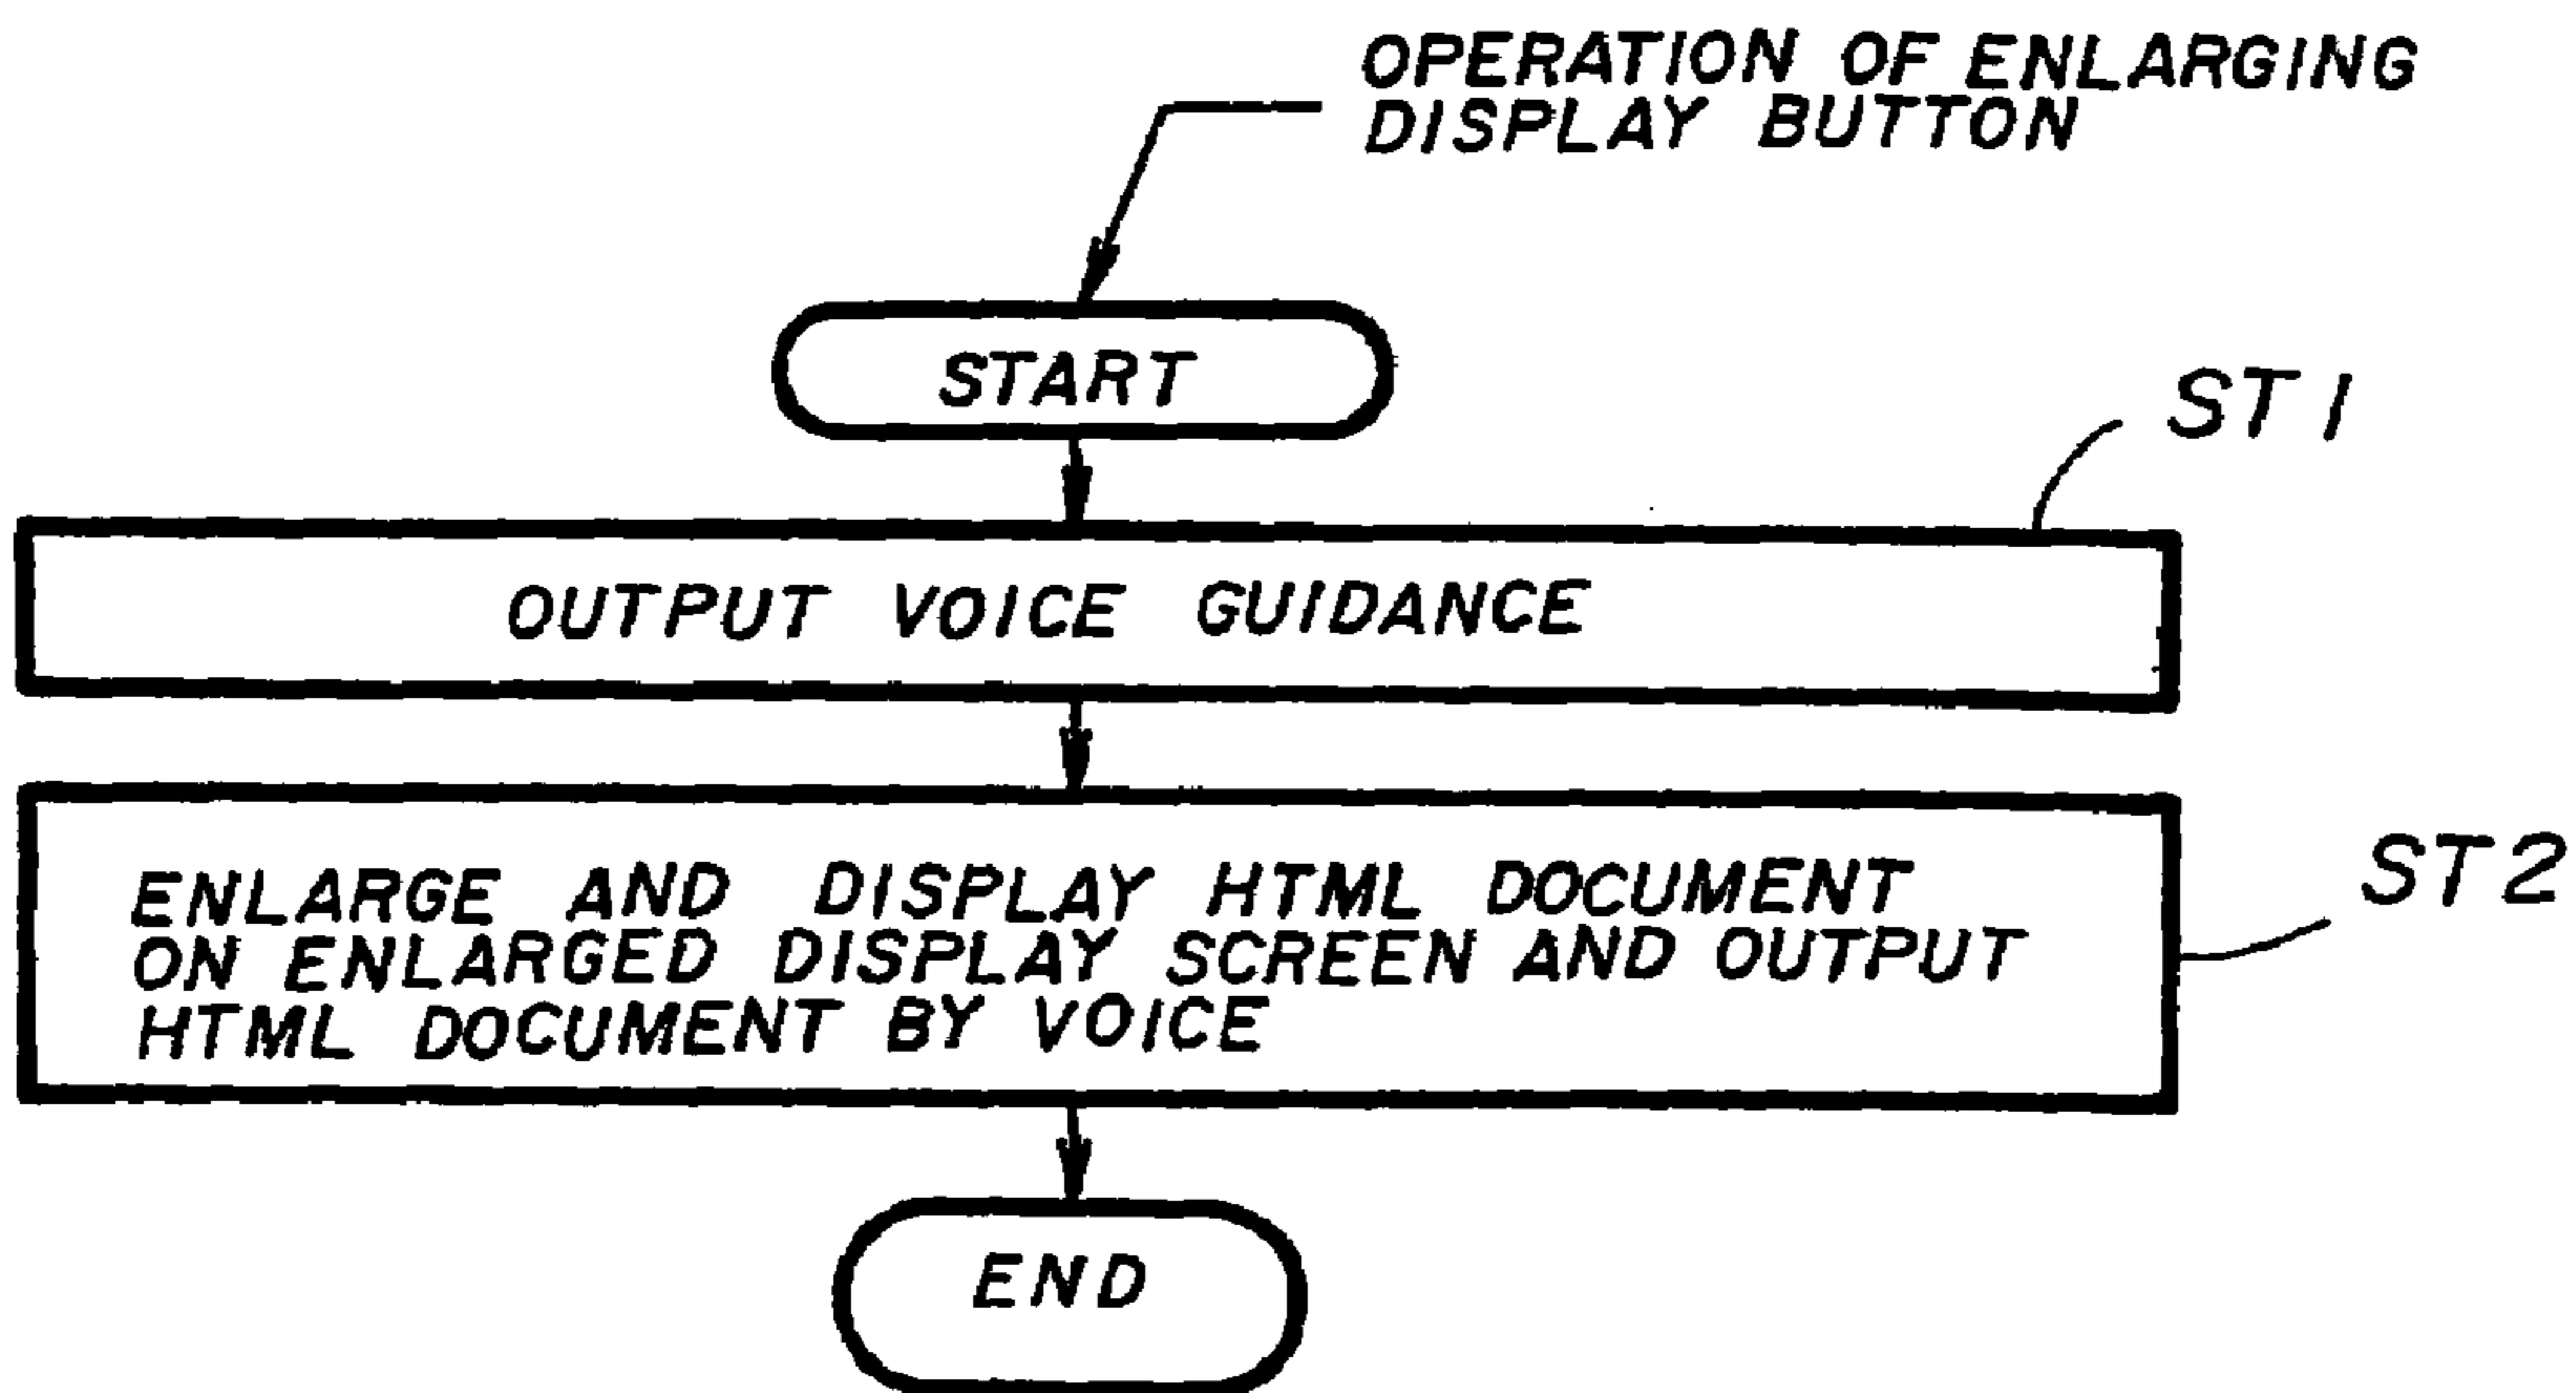 OPERATION OF ENLARGING
DISPLAY BUTTON
START
ST1
OUTPUT VOICE GUIDANCE
ENLARGE AND DISPLAY HTML DOCUMENT
ON ENLARGED DISPLAY SCREEN AND OUTPUT
HTML DOCUMENT BY VOICE
ST2
END